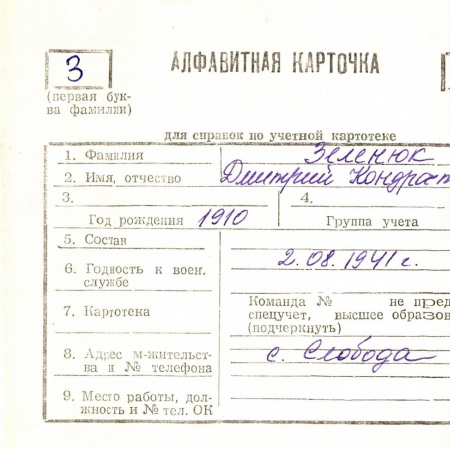 З
АЛФАВИТНАЯ КАРТОЧКА
(первая бук-
ва фамилии)
для справок по учетной картотеке
1. Фамилия Зеленюк
2. Имя, отчество Дмитрий Кондрат
3. 4.
Год рождения 1910 Группа учета
5. Состав
2.08.1941 г.
6. Годность к воен.
службе
Команда № не пред
7. Картотека спецучет, высшее образов
(подчеркнуть)
8. Адрес м-жительст- с. Слобода
ва и № телефона
9. Место работы, дол-
жность и № тел. ОК